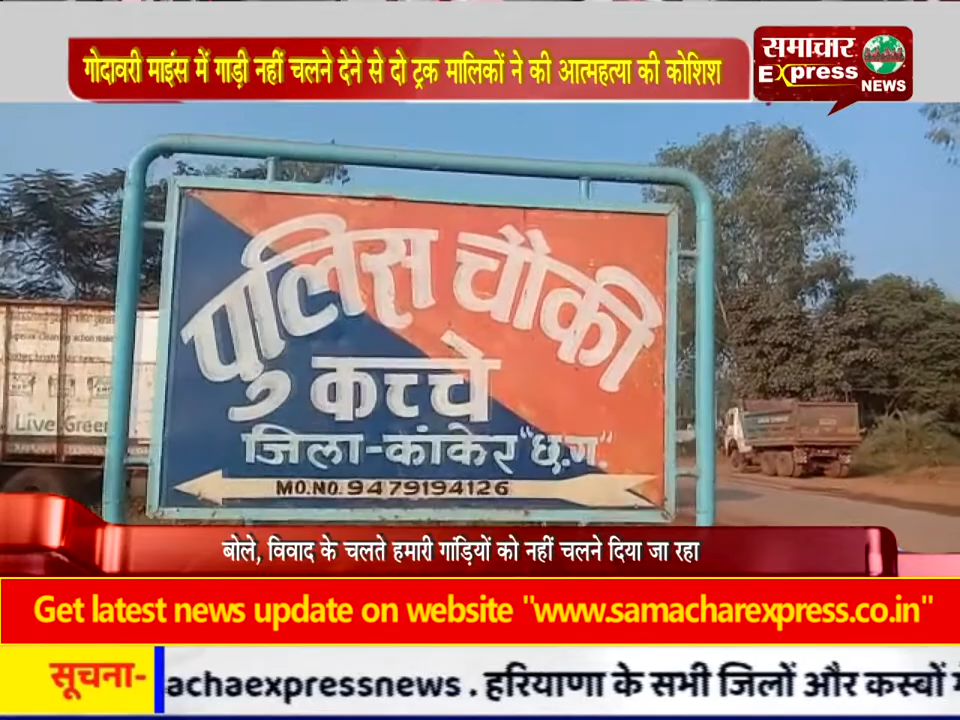 गोदावरी माइंस में गाड़ी नहीं चलने देने से दो ट्रक मालिकों ने की आत्महत्या की कोशिश
समाचार
Express
NEWS
पुलिस चौकी
कच्चे
जिला-कांकेर "छ.ग."
MO.NO. 9479194126
Live Green
बोले, विवाद के चलते हमारी गांड़ियों को नहीं चलने दिया जा रहा
Get latest news update on website "www.samacharexpress.co.in"
सूचना- achaexpressnews . हरियाणा के सभी जिलों और कस्बों में